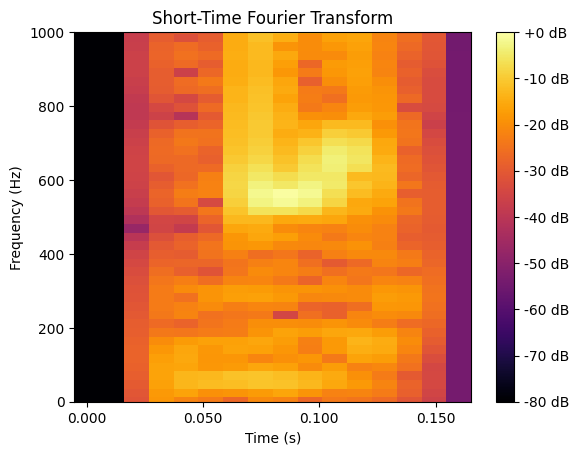 Short-Time Fourier Transform
1000
800
600
400
200
0
Frequency (Hz)
0.000
0.050
0.100
0.150
Time (s)
+0 dB
-10 dB
-20 dB
-30 dB
-40 dB
-50 dB
-60 dB
-70 dB
-80 dB